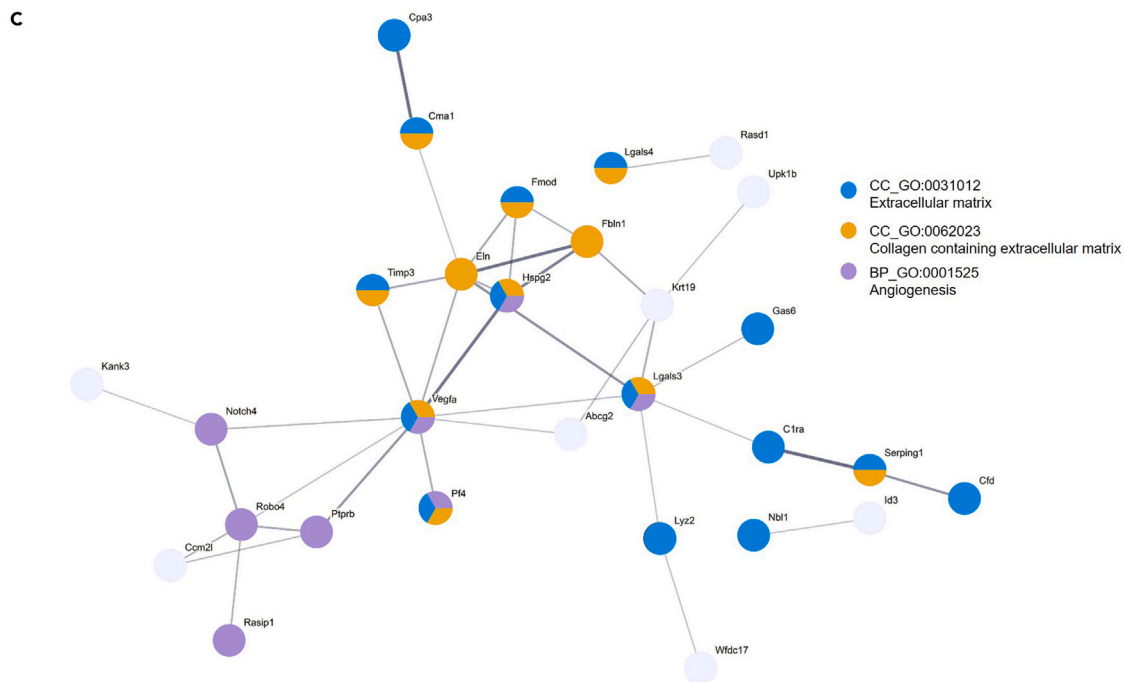 C
Cpa3
Cma1
Rasd1
Lgals4
Upk1b
Fmod
CC_GO:0031012
Extracellular matrix
Fbln1
CC_GO:0062023
Collagen containing extracellular matrix
Eln
BP_GO:0001525
Angiogenesis
Timp3
Hspg2
Krt19
Gas6
Kank3
Lgals3
Vegfa
Notch4
Abcg2
C1ra
Serping1
Cfd
Pf4
Robo4
Ptprb
Id3
Nbl1
Lyz2
Ccm2l
Rasip1
Wfdc17